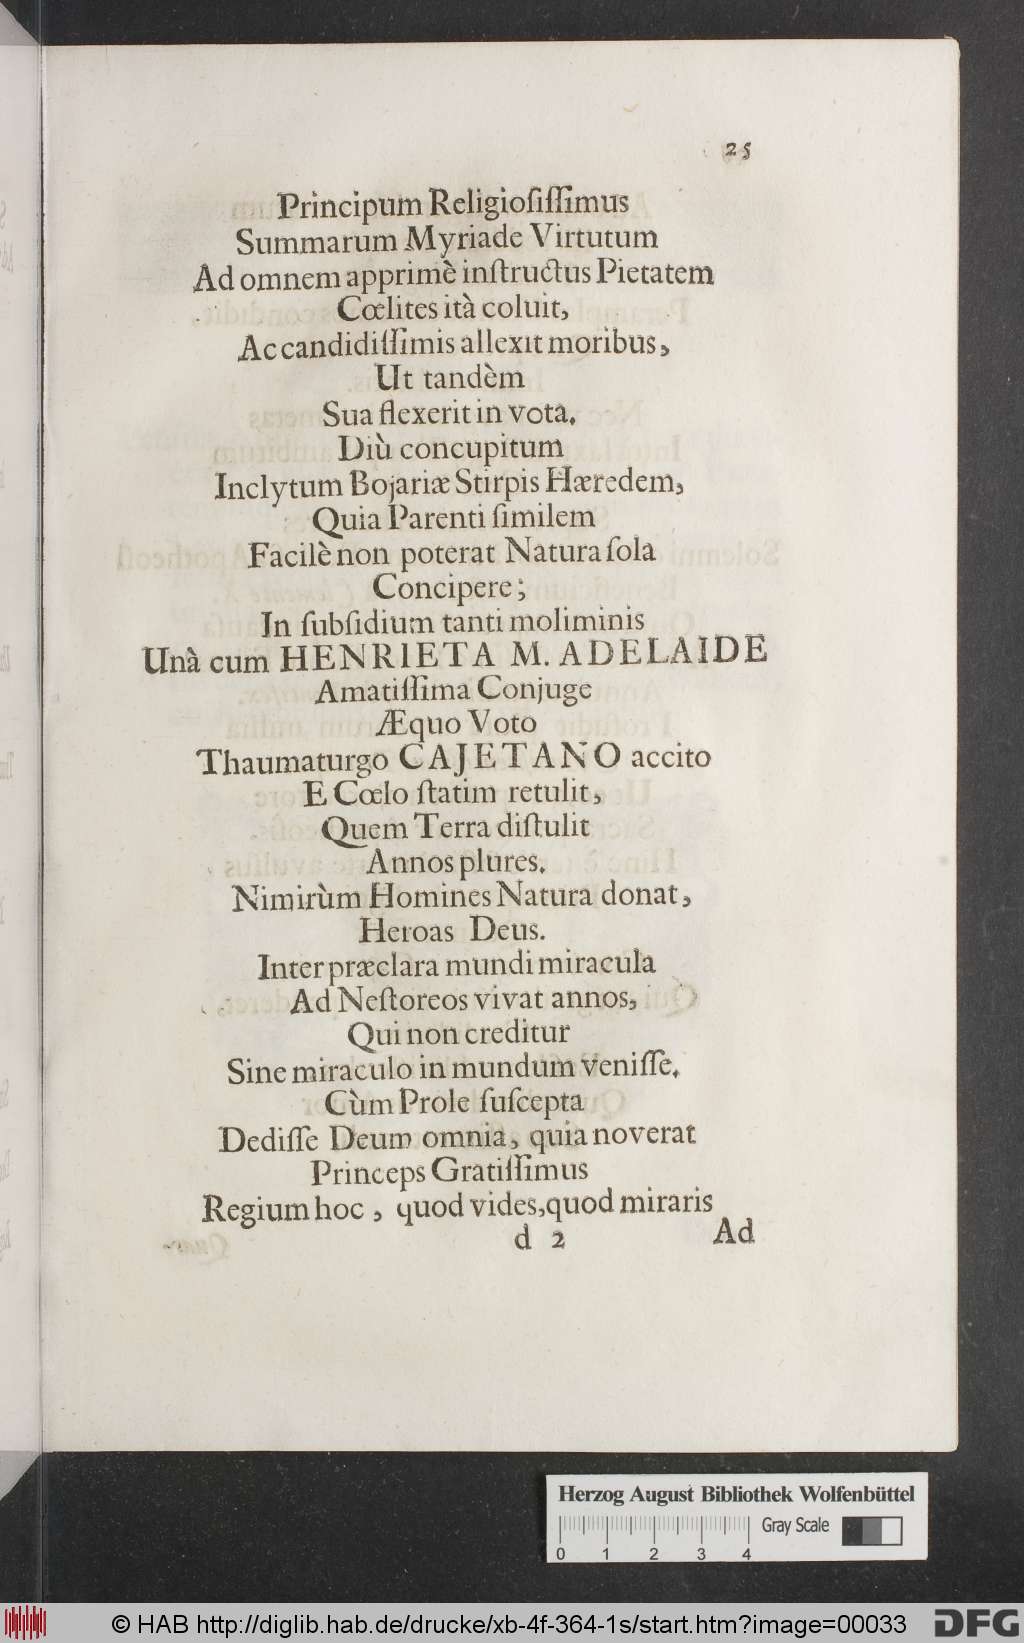 25
Principum Religioſiſſimus
Summarum Myriade Virtutum
Ad omnem apprimè inſtructus Pietatem
Cœlites ità coluit,
Ac candidiſſimis allexit moribus,
Ut tandèm
Sua flexerit in vota.
Diù concupitum
Inclytum Bojariæ Stirpis Hæredem,
Quia Parenti ſimilem
Facilè non poterat Natura ſola
Concipere;
In ſubſidium tanti moliminis
Unà cum HENRIETA M. ADELAIDE
Amatiſſima Conjuge
Æquo Voto
Thaumaturgo CAJETANO accito
E Cœlo ſtatim retulit,
Quem Terra diſtulit
Annos plures.
Nimirùm Homines Natura donat,
Heroas Deus.
Inter præclara mundi miracula
Ad Neſtoreos vivat annos,
Qui non creditur
Sine miraculo in mundum veniſſe.
Cùm Prole ſuſcepta
Dediſſe Deum omnia, quia noverat
Princeps Gratiſſimus
Regium hoc, quod vides, quod miraris
d 2 Ad
Herzog August Bibliothek Wolfenbüttel
Gray Scale
0 1 2 3 4
© HAB http://diglib.hab.de/drucke/xb-4f-364-1s/start.htm?image=00033
DFG